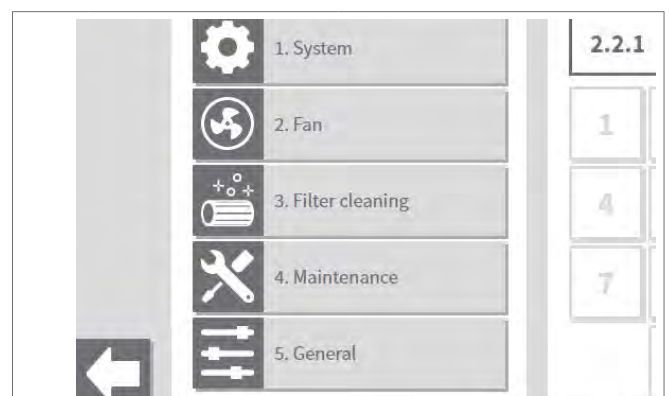 1. System
2. Fan
3. Filter cleaning
4. Maintenance
5. General
2.2.1
1
4
7